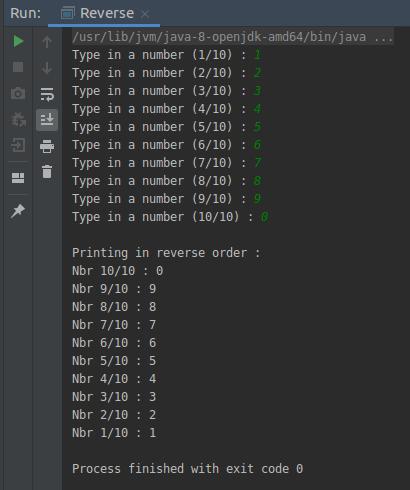 Run: Reverse ×
/usr/lib/jvm/java-8-openjdk-amd64/bin/java ...
Type in a number (1/10) : 1
Type in a number (2/10) : 2
Type in a number (3/10) : 3
Type in a number (4/10) : 4
Type in a number (5/10) : 5
Type in a number (6/10) : 6
Type in a number (7/10) : 7
Type in a number (8/10) : 8
Type in a number (9/10) : 9
Type in a number (10/10) : 0
Printing in reverse order :
Nbr 10/10 : 0
Nbr 9/10 : 9
Nbr 8/10 : 8
Nbr 7/10 : 7
Nbr 6/10 : 6
Nbr 5/10 : 5
Nbr 4/10 : 4
Nbr 3/10 : 3
Nbr 2/10 : 2
Nbr 1/10 : 1
Process finished with exit code 0